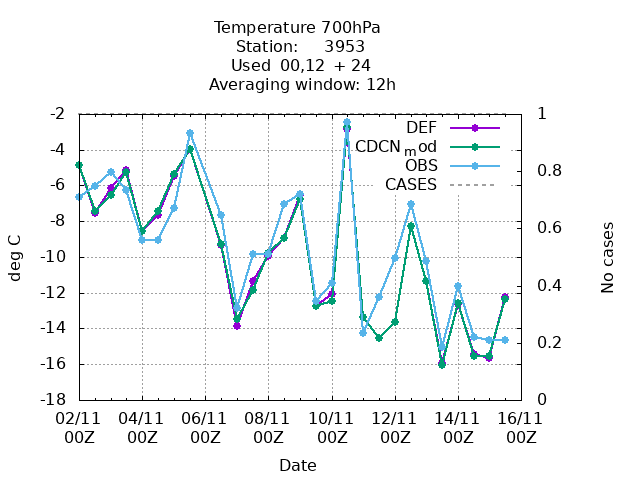 Temperature 700hPa
Station: 3953
Used 00,12 + 24
Averaging window: 12h
-2
-4
-6
-8
-10
-12
-14
-16
-18
deg C
1
0.8
0.6
0.4
0.2
0
No cases
DEF
CDCN_mod
OBS
CASES
02/11 04/11 06/11 08/11 10/11 12/11 14/11 16/11
00Z 00Z 00Z 00Z 00Z 00Z 00Z 00Z
Date